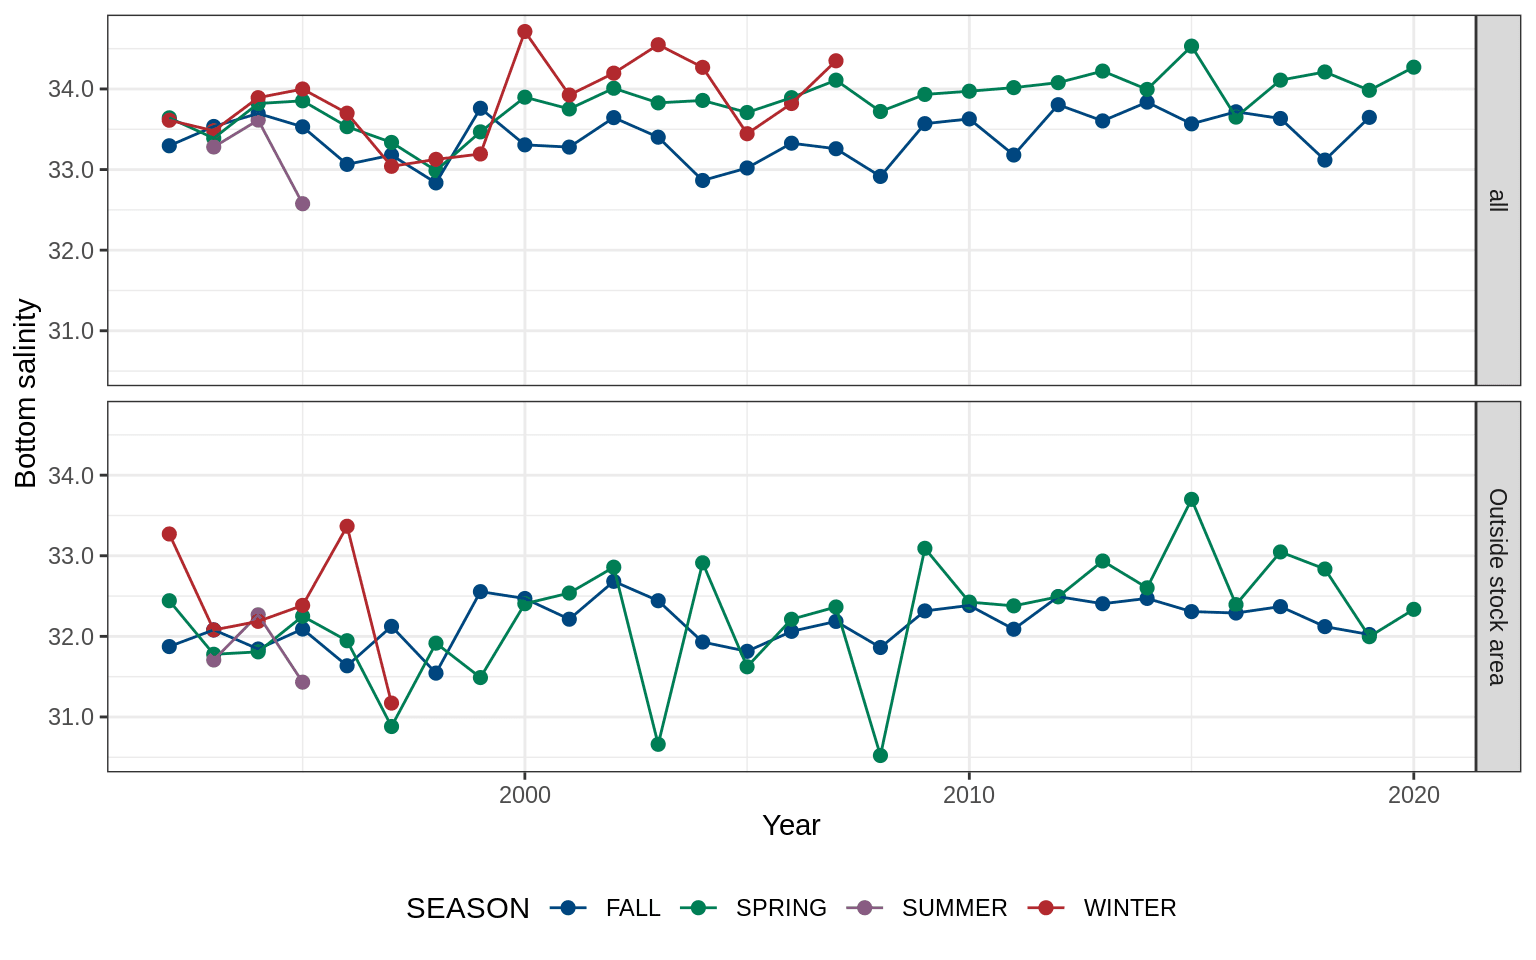 Bottom salinity
34.0
33.0
32.0
31.0
all
34.0
33.0
32.0
31.0
Outside stock area
2000
2010
2020
Year
SEASON FALL SPRING SUMMER WINTER